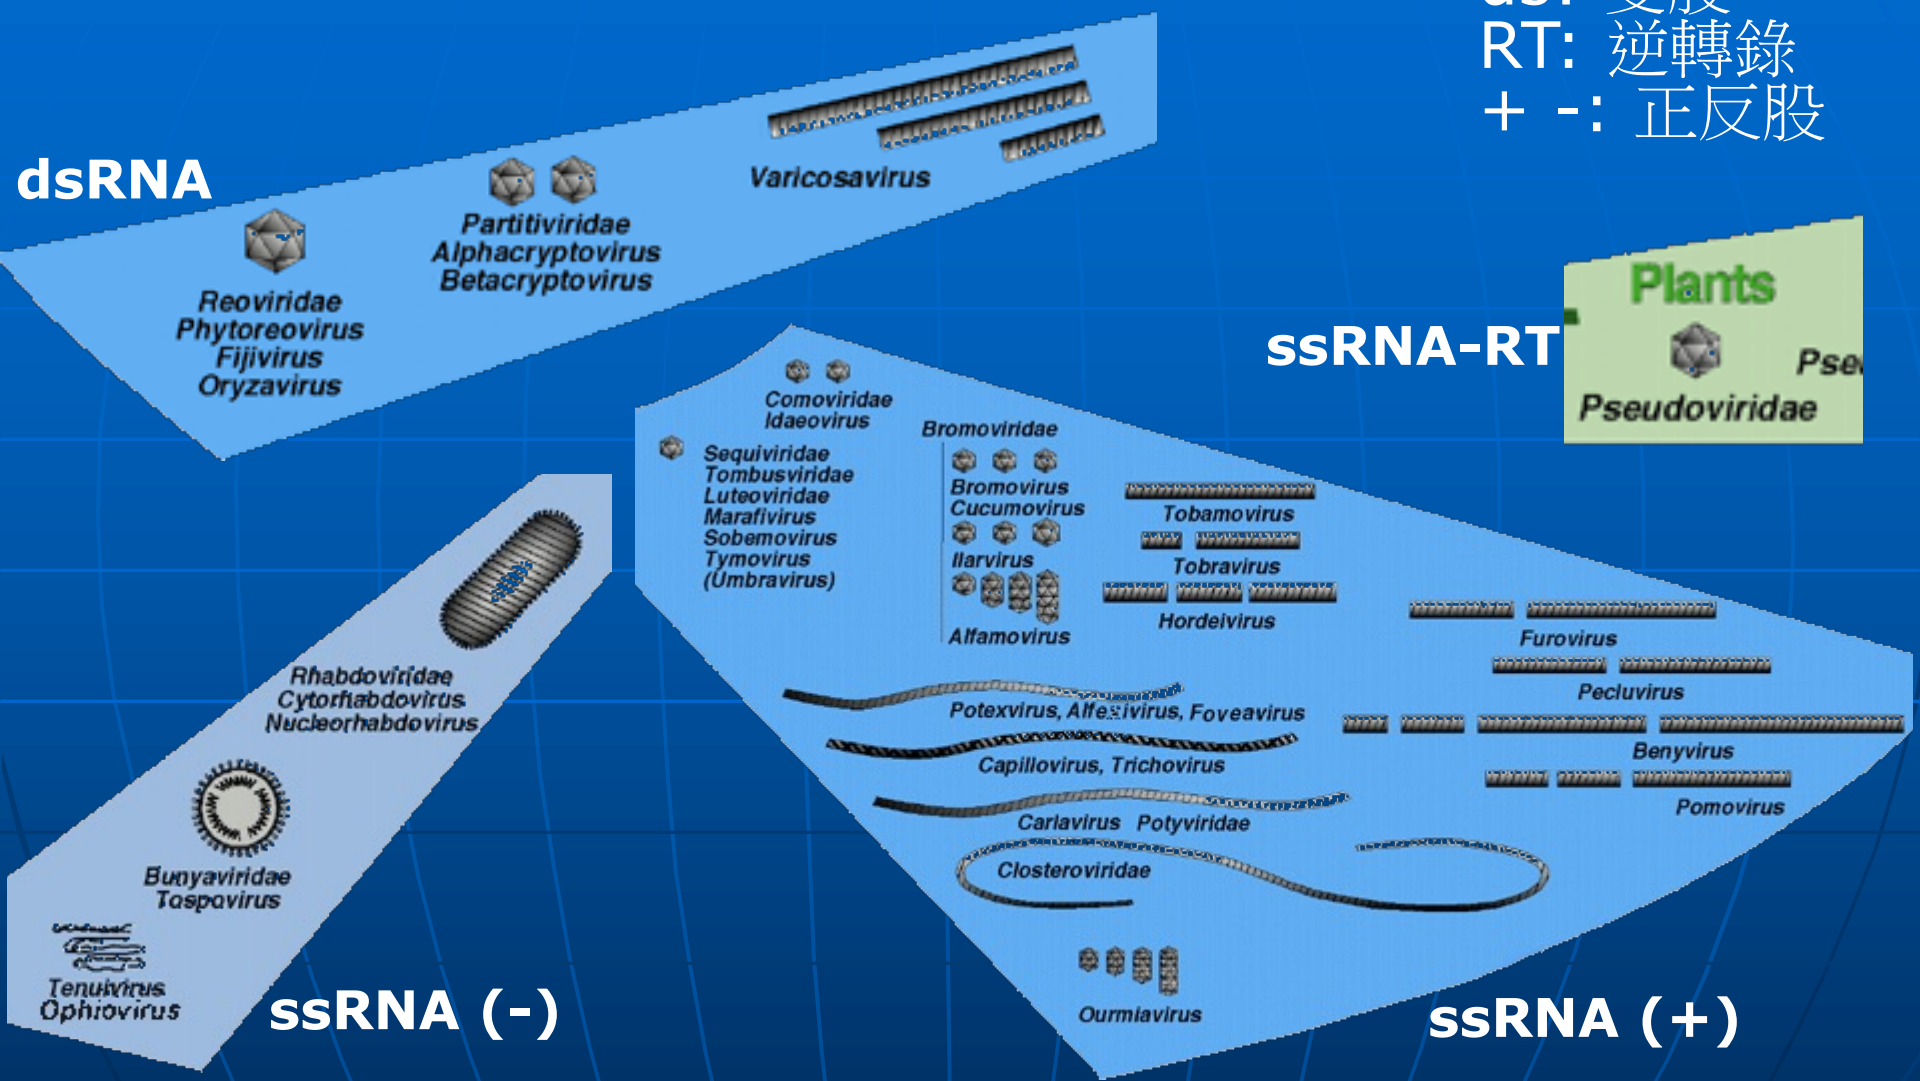 ds: 雙股
RT: 逆轉錄
+ -: 正反股
dsRNA
Varicosavirus
Partitiviridae
Alphacryptovirus
Betacryptovirus
Reoviridae
Phytoreovirus
Fijivirus
Oryzavirus
ssRNA-RT
Plants
Pseudoviridae
Comoviridae
Idaeovirus
Sequiviridae
Tombusviridae
Luteoviridae
Marafivirus
Sobemovirus
Tymovirus
(Umbravirus)
Bromoviridae
Bromovirus
Cucumovirus
Ilarvirus
Alfamovirus
Tobamovirus
Tobravirus
Hordeivirus
Furovirus
Pecluvirus
Benyvirus
Pomovirus
Potexvirus, Allexivirus, Foveavirus
Capillovirus, Trichovirus
Carlavirus Potyviridae
Closteroviridae
Ourmiavirus
ssRNA (+)
Rhabdoviridae
Cytorhabdovirus
Nucleorhabdovirus
Bunyaviridae
Tospovirus
Tenuivirus
Ophiovirus
ssRNA (-)